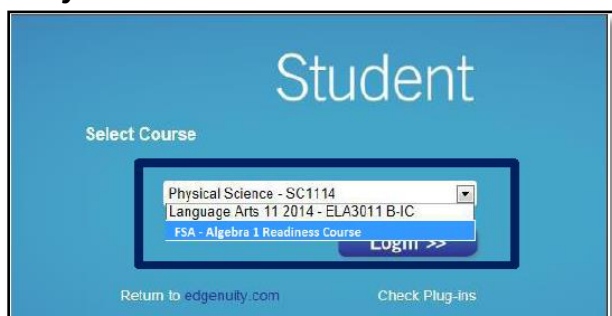 Student
Select Course
Physical Science - SC1114
Language Arts 11 2014 - ELA3011 B-IC
FSA - Algebra 1 Readiness Course
Login >>
Return to edgenuity.com Check Plug-ins